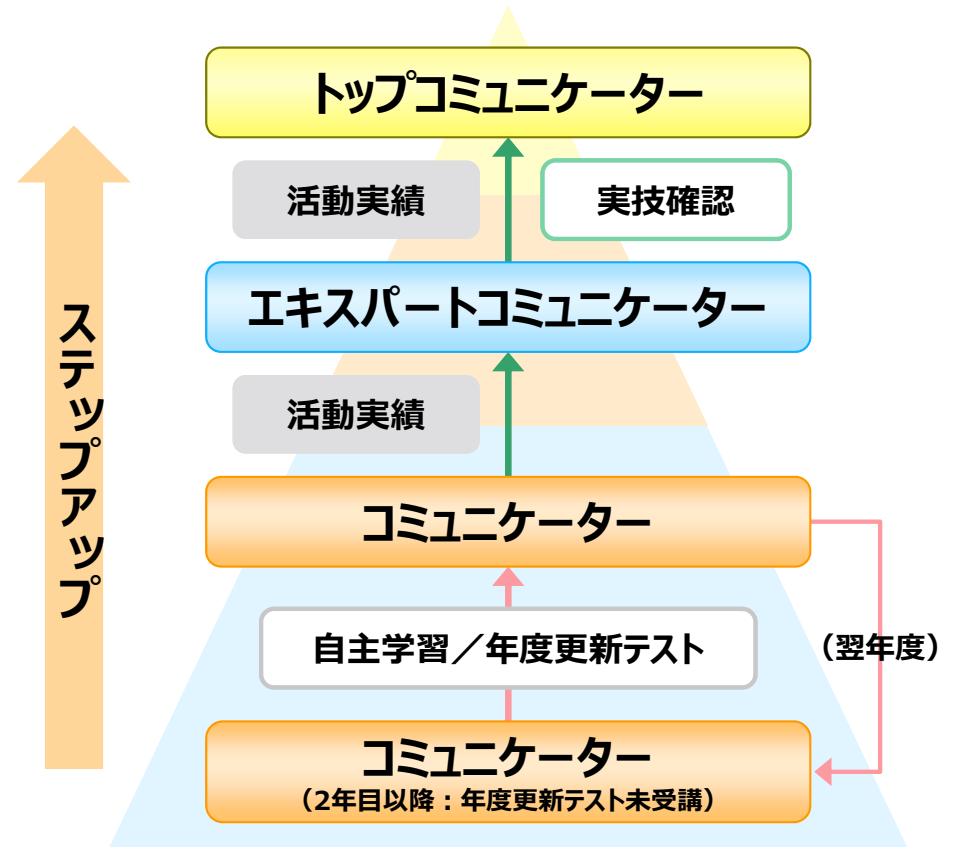 トップコミュニケーター
活動実績
実技確認
エキスパートコミュニケーター
活動実績
コミュニケーター
自主学習／年度更新テスト
（翌年度）
コミュニケーター
（2年目以降：年度更新テスト未受講）
ステップアップ